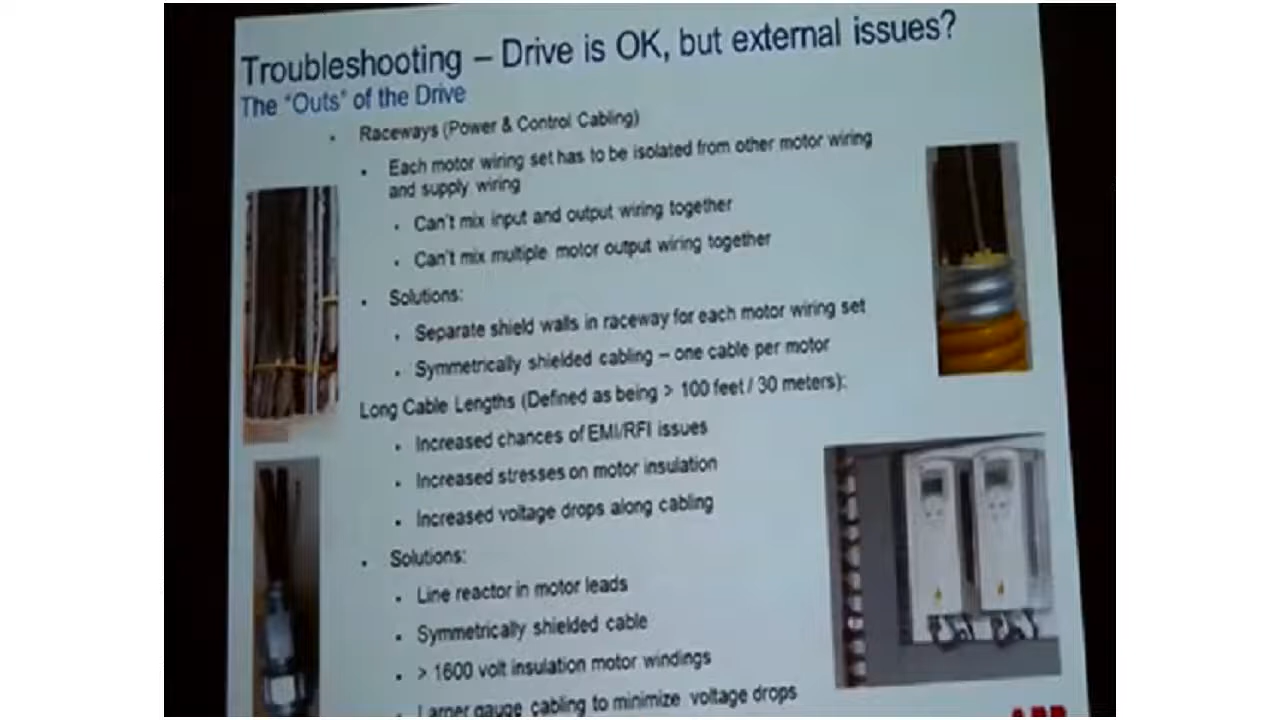 Troubleshooting – Drive is OK, but external issues?
The "Outs" of the Drive
• Raceways (Power & Control Cabling)
• Each motor wiring set has to be isolated from other motor wiring
and supply wiring
• Can't mix input and output wiring together
• Can't mix multiple motor output wiring together
• Solutions:
• Separate shield walls in raceway for each motor wiring set
• Symmetrically shielded cabling – one cable per motor
Long Cable Lengths (Defined as being > 100 feet / 30 meters):
• Increased chances of EMI/RFI issues
• Increased stresses on motor insulation
• Increased voltage drops along cabling
• Solutions:
• Line reactor in motor leads
• Symmetrically shielded cable
• > 1600 volt insulation motor windings
• Larger gauge cabling to minimize voltage drops
ABB